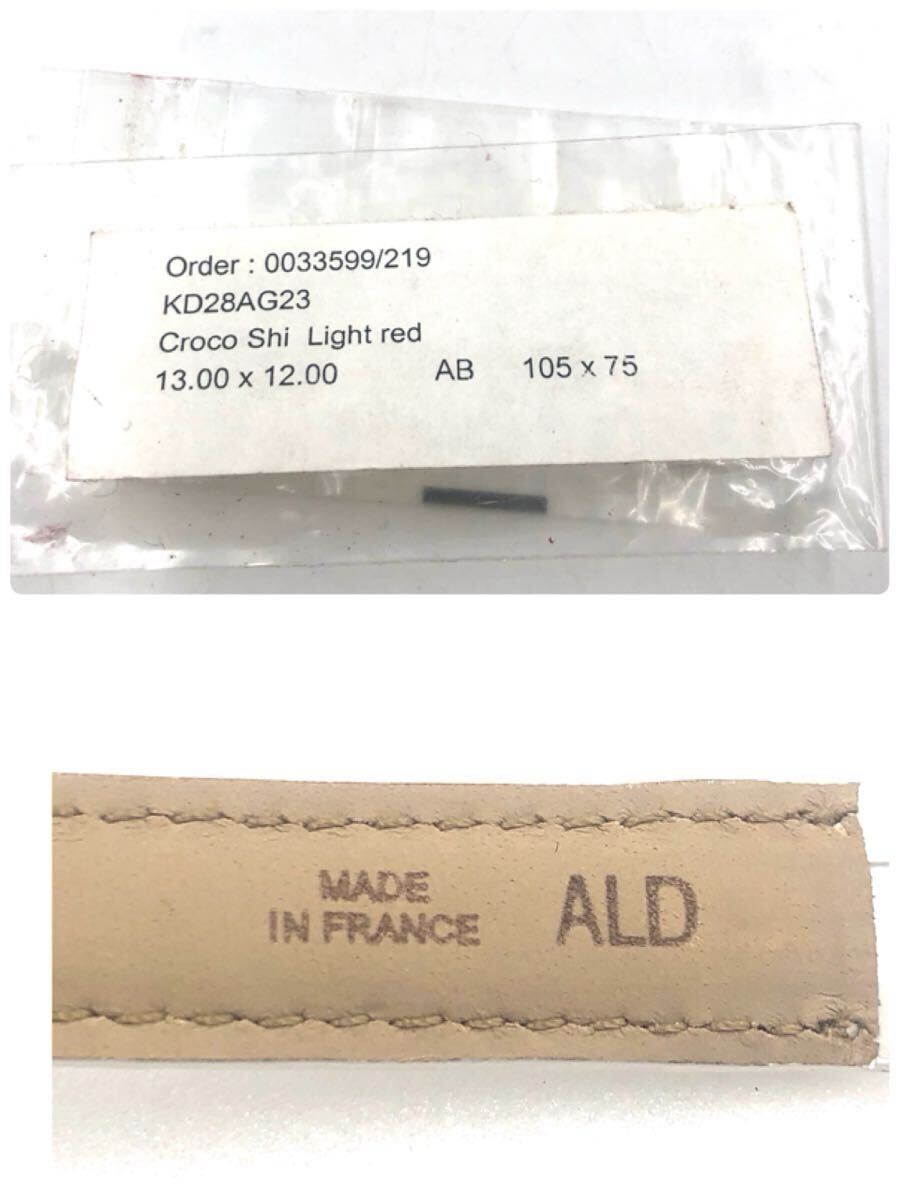 Order : 0033599/219
KD28AG23
Croco Shi Light red
13.00 x 12.00 AB 105 x 75
MADE
IN FRANCE
ALD